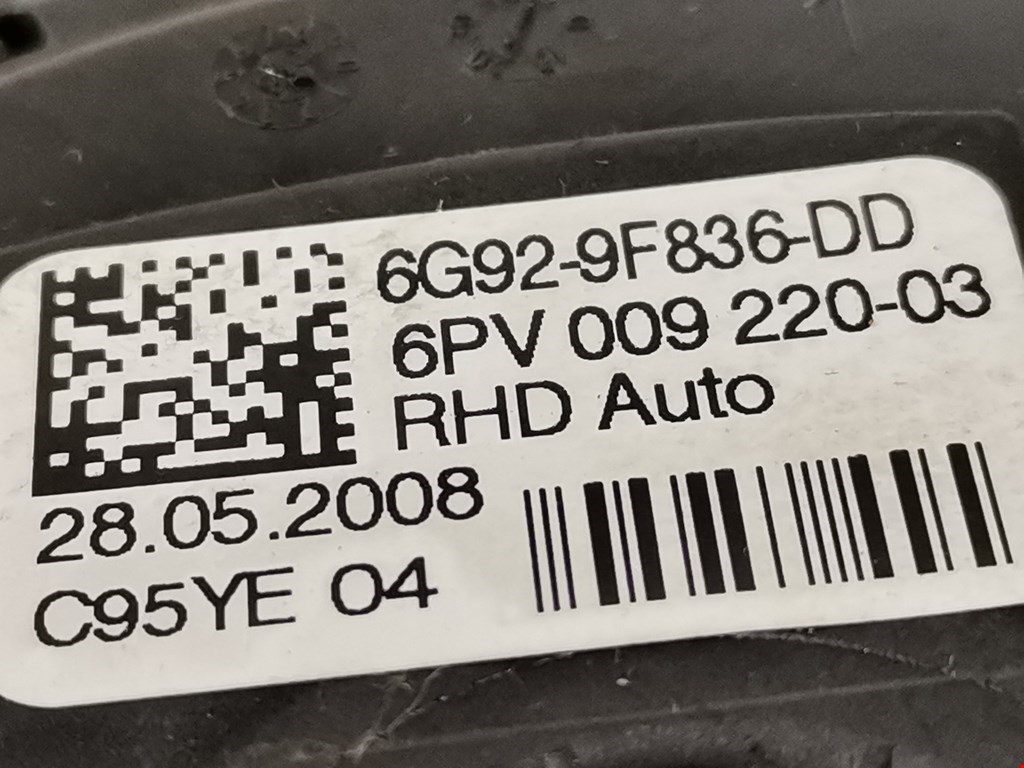 6G92-9F836-DD
6PV 009 220-03
RHD Auto
28.05.2008
C95YE 04